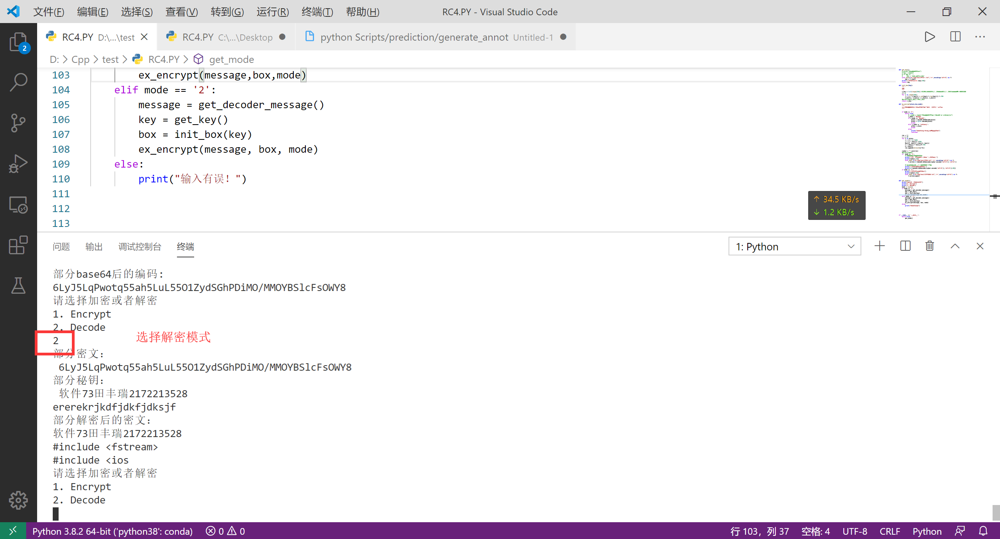 文件(F) 编辑(E) 选择(S) 查看(V) 转到(G) 运行(R) 终端(T) 帮助(H) RC4.PY - Visual Studio Code
RC4.PY D:\...\test RC4.PY C:\...\Desktop python Scripts/prediction/generate_annot Untitled-1
2
D: > Cpp > test > RC4.PY > get_mode
103 ex_encrypt(message,box,mode)
104 elif mode == '2':
105 message = get_decoder_message()
106 key = get_key()
107 box = init_box(key)
108 ex_encrypt(message, box, mode)
109 else:
110 print("输入有误！")
111
112
113
↑ 34.5 KB/s
↓ 1.2 KB/s
问题 输出 调试控制台 终端 1: Python
部分base64后的编码：
6LyJ5LqPwotq55ah5LuL55O1ZydSGhPDiMO/MMOYBSlcFsOWY8
请选择加密或者解密
1. Encrypt
2. Decode
2
选择解密模式
部分密文：
6LyJ5LqPwotq55ah5LuL55O1ZydSGhPDiMO/MMOYBSlcFsOWY8
部分秘钥：
软件73田丰瑞2172213528
ererekrjkdfjdkfjdksjf
部分解密后的密文：
软件73田丰瑞2172213528
#include <fstream>
#include <ios
请选择加密或者解密
1. Encrypt
2. Decode
Python 3.8.2 64-bit ('python38': conda) 0 0 行 103，列 37 空格: 4 UTF-8 CRLF Python